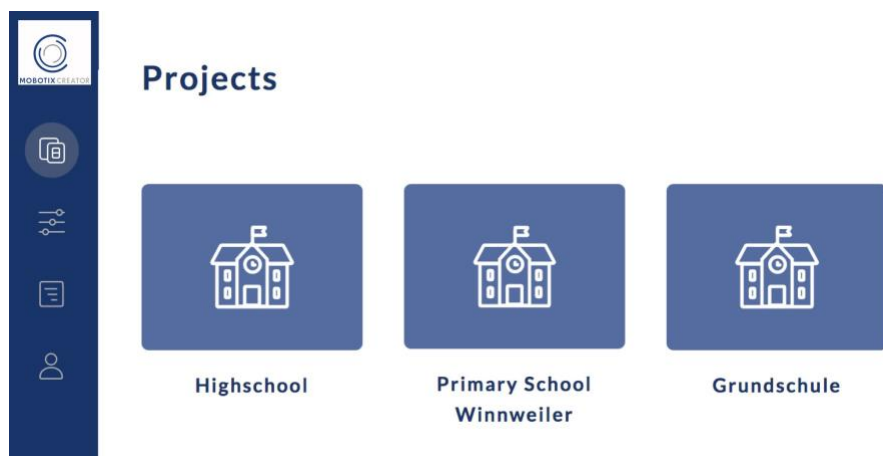 MOBOTIX CREATOR
Projects
Highschool
Primary School
Winnweiler
Grundschule